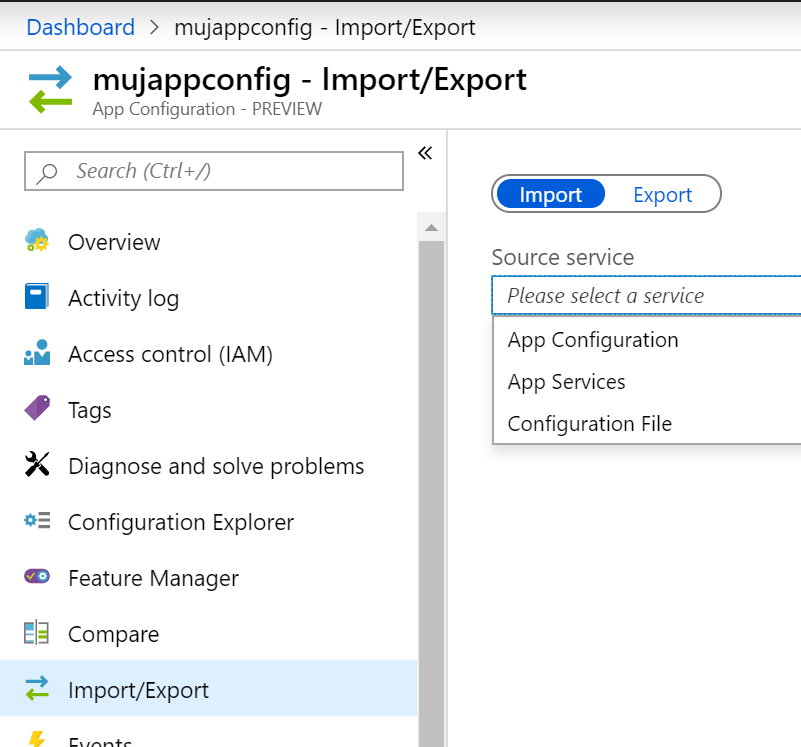 Dashboard > mujappconfig - Import/Export
mujappconfig - Import/Export
App Configuration - PREVIEW
Search (Ctrl+/)
«
Overview
Activity log
Access control (IAM)
Tags
Diagnose and solve problems
Configuration Explorer
Feature Manager
Compare
Import/Export
Events
Import Export
Source service
Please select a service
App Configuration
App Services
Configuration File